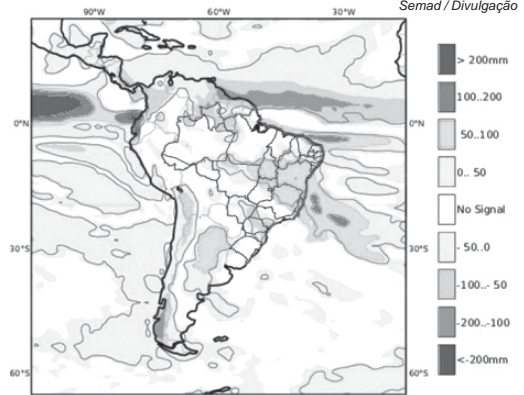 Semad / Divulgação
90°W 60°W 30°W
> 200mm
100..200
0°N 0°N
50..100
0.. 50
No Signal
- 50..0
30°S 30°S
-100..- 50
-200..-100
<-200mm
60°S 60°S